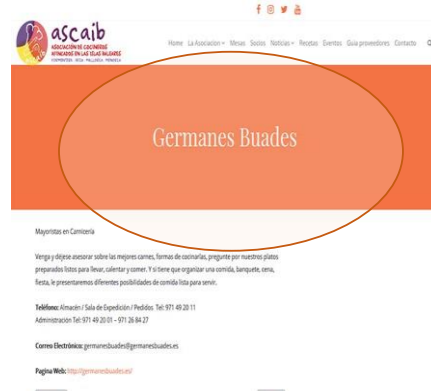 ascaib
ASOCIACIÓN DE COCINEROS
AFINCADOS EN LAS ISLAS BALEARES
FORMENTERA IBIZA MALLORCA MENORCA
Home La Asociacion Mesas Socios Noticias Recetas Eventos Guia proveedores Contacto
Germanes Buades
Mayoristas en Carnicería
Venga y déjese asesorar sobre las mejores carnes, formas de cocinarlas, pregunte por nuestros platos
preparados listos para llevar, calentar y comer. Y si tiene que organizar una comida, banquete, cena,
fiesta, le presentaremos diferentes posibilidades de comida lista para servir.
Teléfono: Almacén / Sala de Expedición / Pedidos Tel: 971 49 20 11
Administración Tel: 971 49 20 01 – 971 26 84 27
Correo Electrónico: germanesbuades@germanesbuades.es
Pagina Web: http://germanesbuades.es/